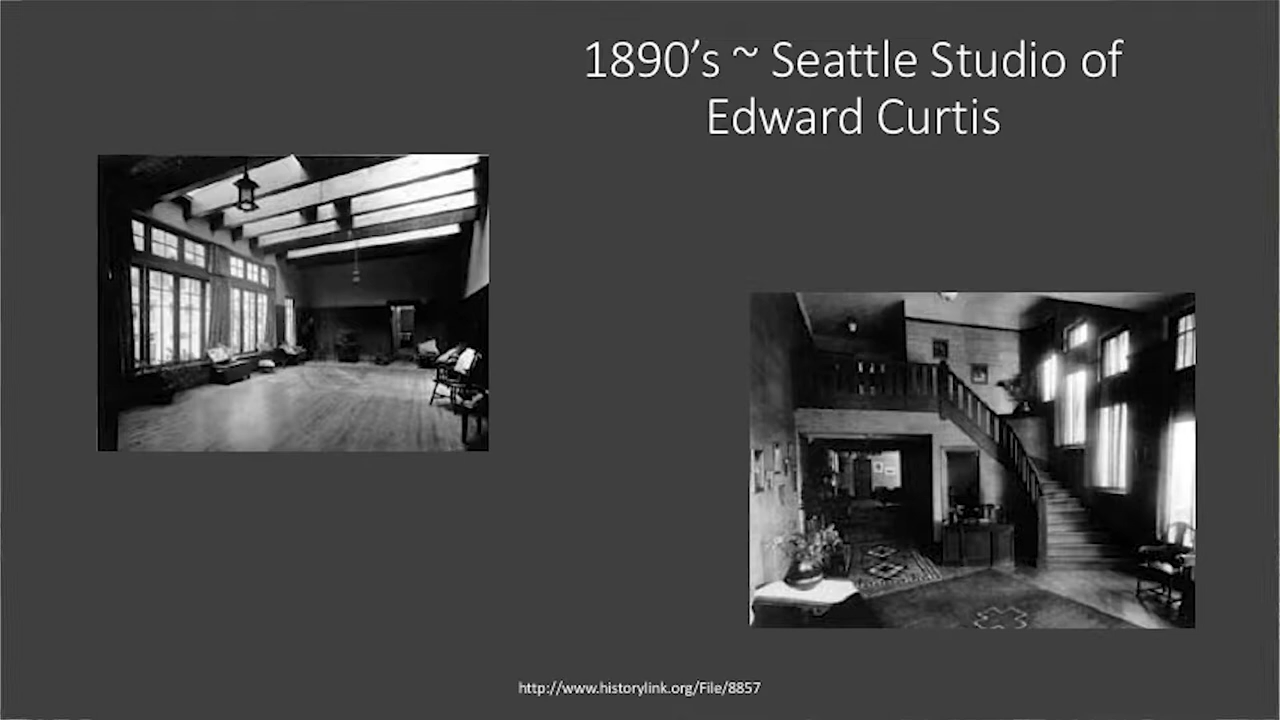 1890’s ~ Seattle Studio of
Edward Curtis
http://www.historylink.org/File/8857